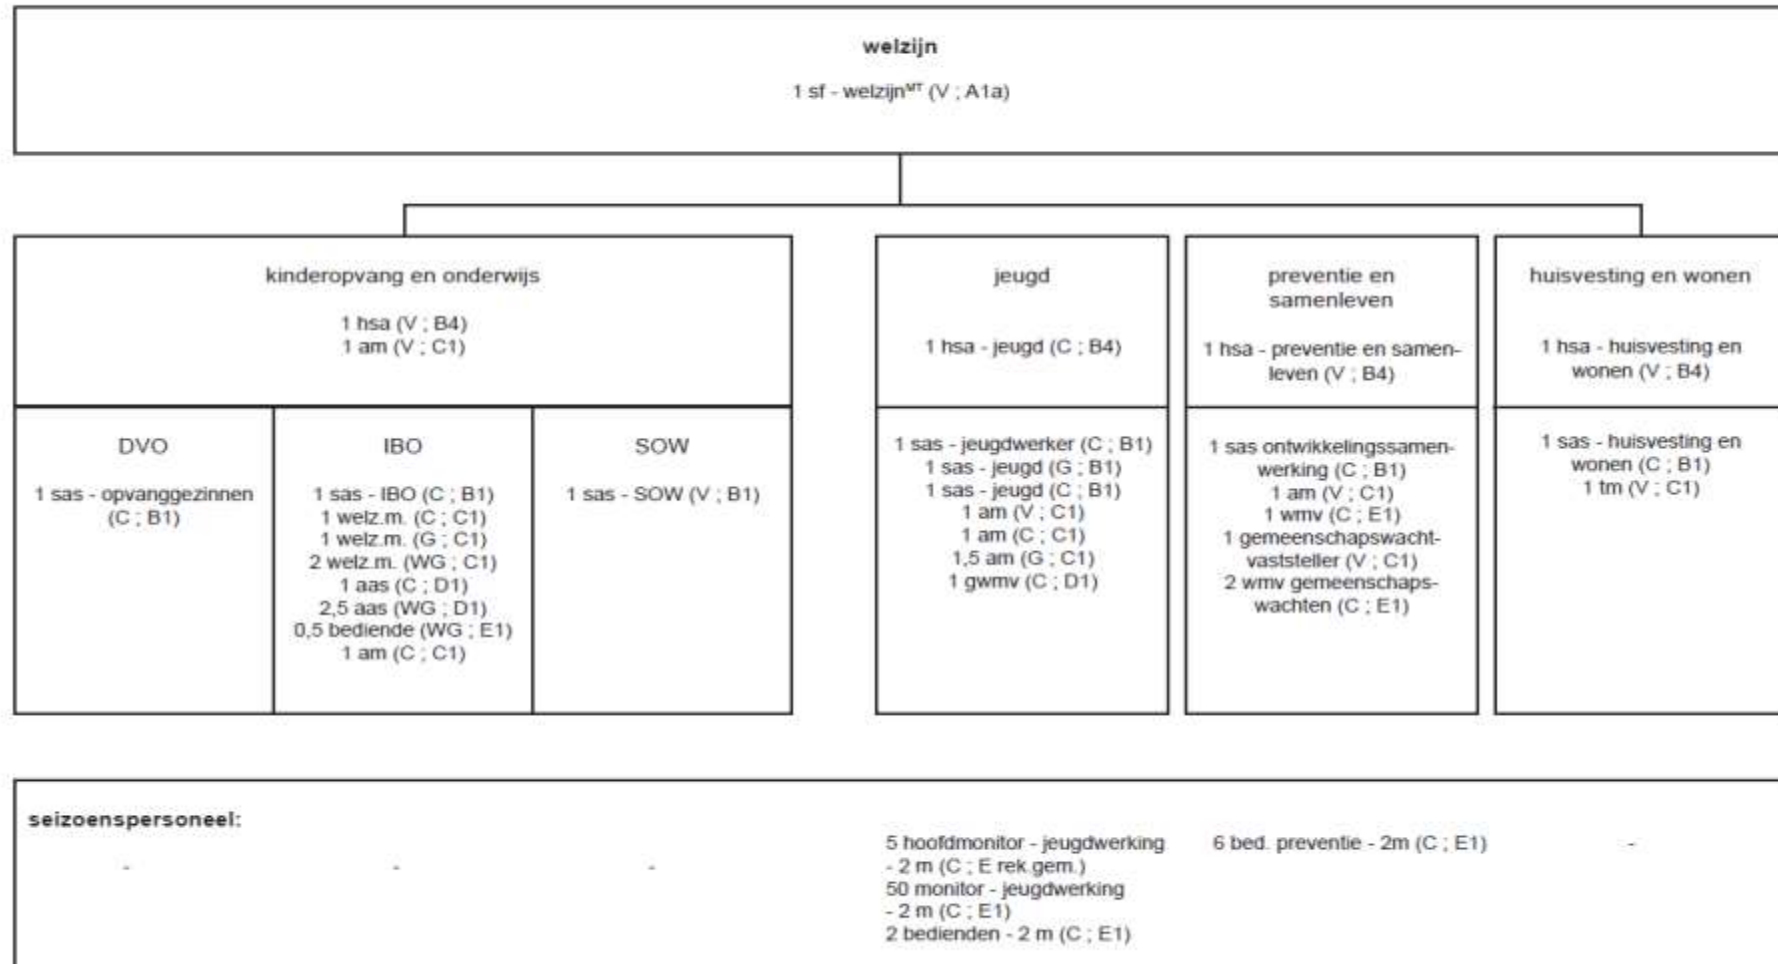 welzijn
1 sf - welzijnᴹᵀ (V ; A1a)
kinderopvang en onderwijs
1 hsa (V ; B4)
1 am (V ; C1)
DVO
1 sas - opvanggezinnen
(C ; B1)
IBO
1 sas - IBO (C ; B1)
1 welz.m. (C ; C1)
1 welz.m. (G ; C1)
2 welz.m. (WG ; C1)
1 aas (C ; D1)
2,5 aas (WG ; D1)
0,5 bediende (WG ; E1)
1 am (C ; C1)
SOW
1 sas - SOW (V ; B1)
jeugd
1 hsa - jeugd (C ; B4)
1 sas - jeugdwerker (C ; B1)
1 sas - jeugd (G ; B1)
1 sas - jeugd (C ; B1)
1 am (V ; C1)
1 am (C ; C1)
1,5 am (G ; C1)
1 gwmv (C ; D1)
preventie en
samenleven
1 hsa - preventie en samen-
leven (V ; B4)
1 sas ontwikkelingssamen-
werking (C ; B1)
1 am (V ; C1)
1 wmv (C ; E1)
1 gemeenschapswacht-
vaststeller (V ; C1)
2 wmv gemeenschaps-
wachten (C ; E1)
huisvesting en wonen
1 hsa - huisvesting en
wonen (V ; B4)
1 sas - huisvesting en
wonen (C ; B1)
1 tm (V ; C1)
seizoenspersoneel:
-
-
-
5 hoofdmonitor - jeugdwerking
- 2 m (C ; E rek.gem.)
50 monitor - jeugdwerking
- 2 m (C ; E1)
2 bedienden - 2 m (C ; E1)
6 bed. preventie - 2m (C ; E1)
-